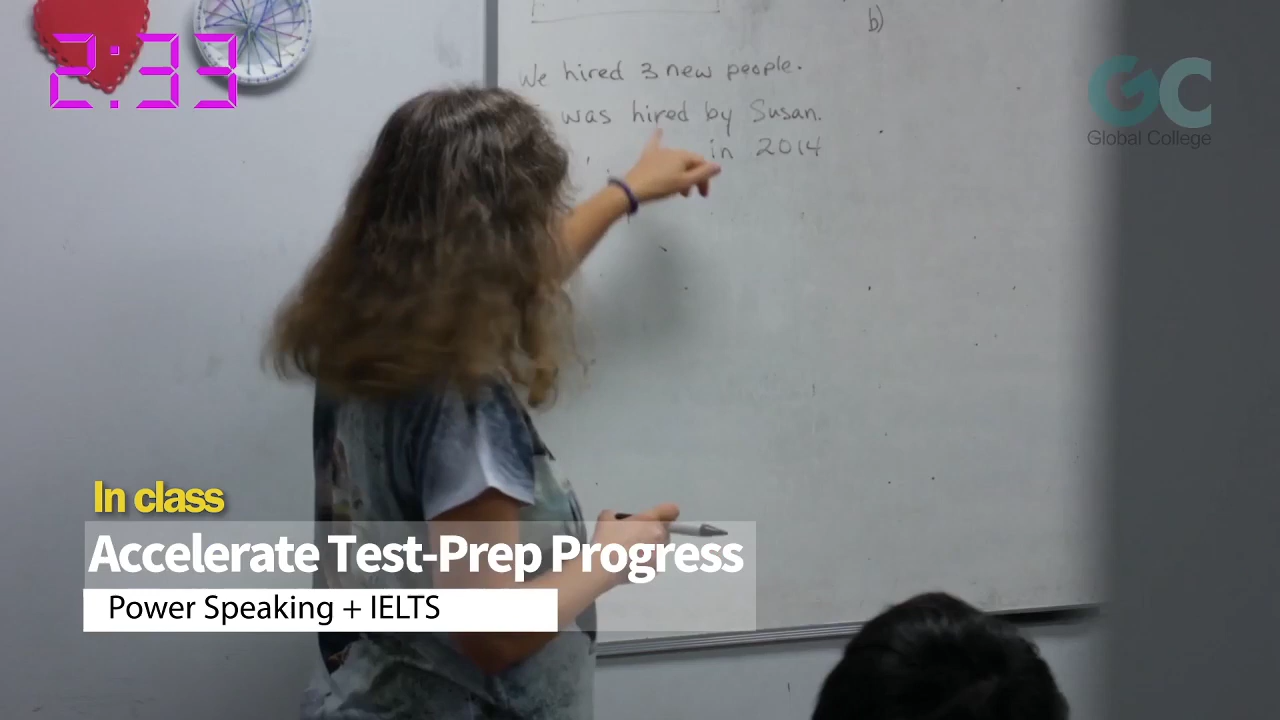 2:33
b)
We hired 3 new people.
was hired by Susan.
in 2014
GC
Global College
In class
Accelerate Test-Prep Progress
Power Speaking + IELTS